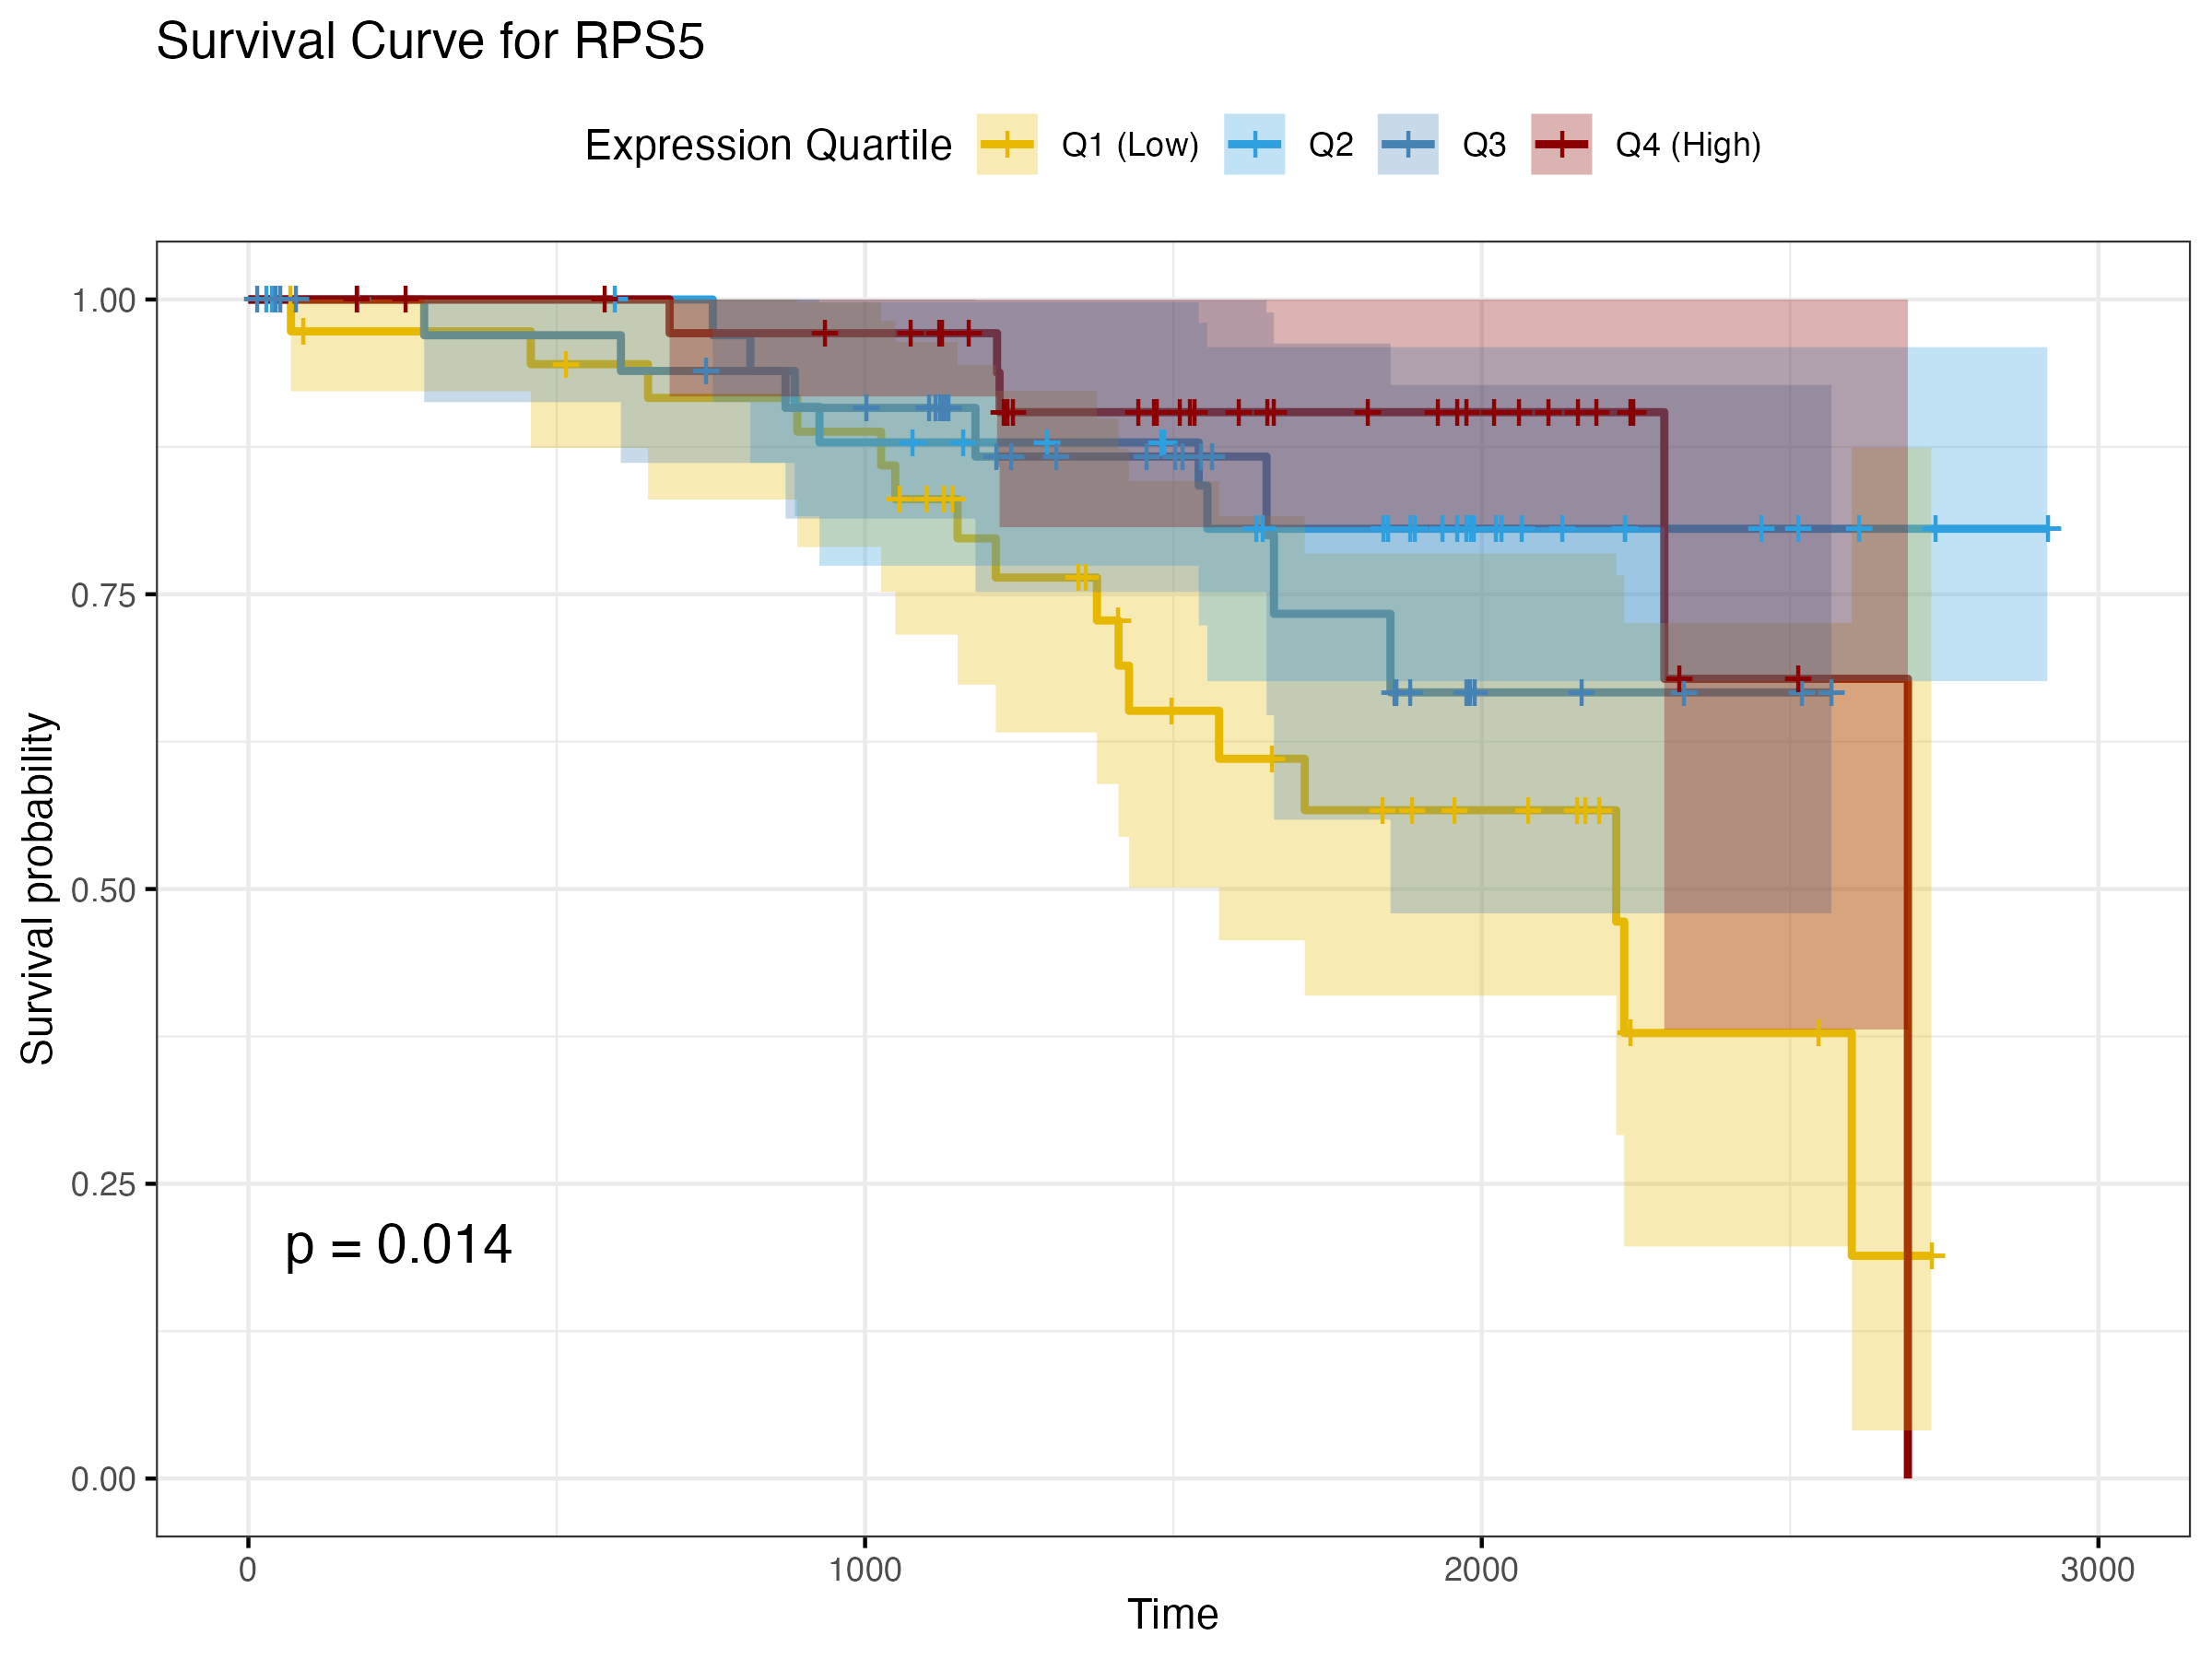 Survival Curve for RPS5
Expression Quartile Q1 (Low) Q2 Q3 Q4 (High)
1.00
0.75
0.50
0.25
0.00
Survival probability
p = 0.014
0 1000 2000 3000
Time